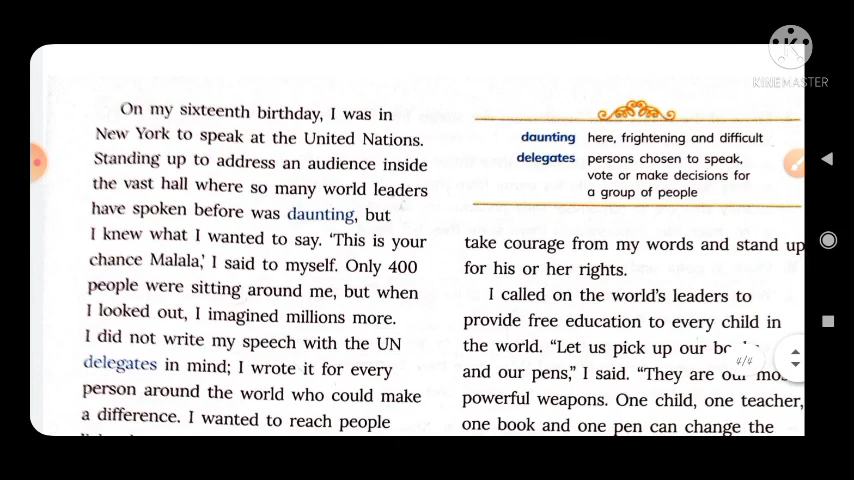 KINEMASTER
On my sixteenth birthday, I was in
New York to speak at the United Nations.
Standing up to address an audience inside
the vast hall where so many world leaders
have spoken before was daunting, but
I knew what I wanted to say. ‘This is your
chance Malala,’ I said to myself. Only 400
people were sitting around me, but when
I looked out, I imagined millions more.
I did not write my speech with the UN
delegates in mind; I wrote it for every
person around the world who could make
a difference. I wanted to reach people
daunting here, frightening and difficult
delegates persons chosen to speak,
vote or make decisions for
a group of people
take courage from my words and stand up
for his or her rights.
I called on the world’s leaders to
provide free education to every child in
the world. “Let us pick up our
and our pens,” I said. “They are our
powerful weapons. One child, one teacher,
one book and one pen can change the
4/4